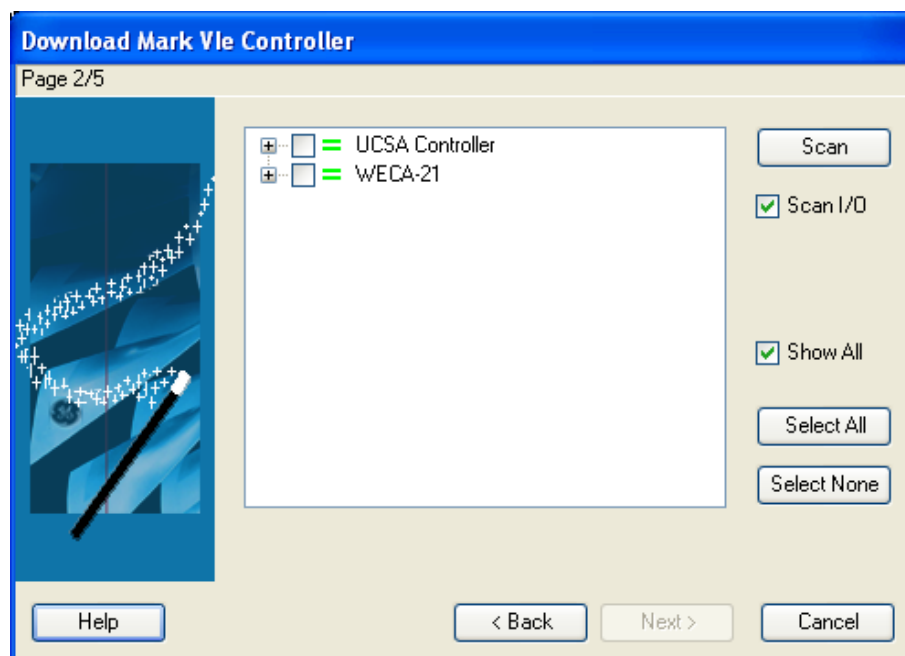 Download Mark VIe Controller
Page 2/5
UCSA Controller
WECA-21
Scan
Scan I/O
Show All
Select All
Select None
Help
< Back
Next >
Cancel